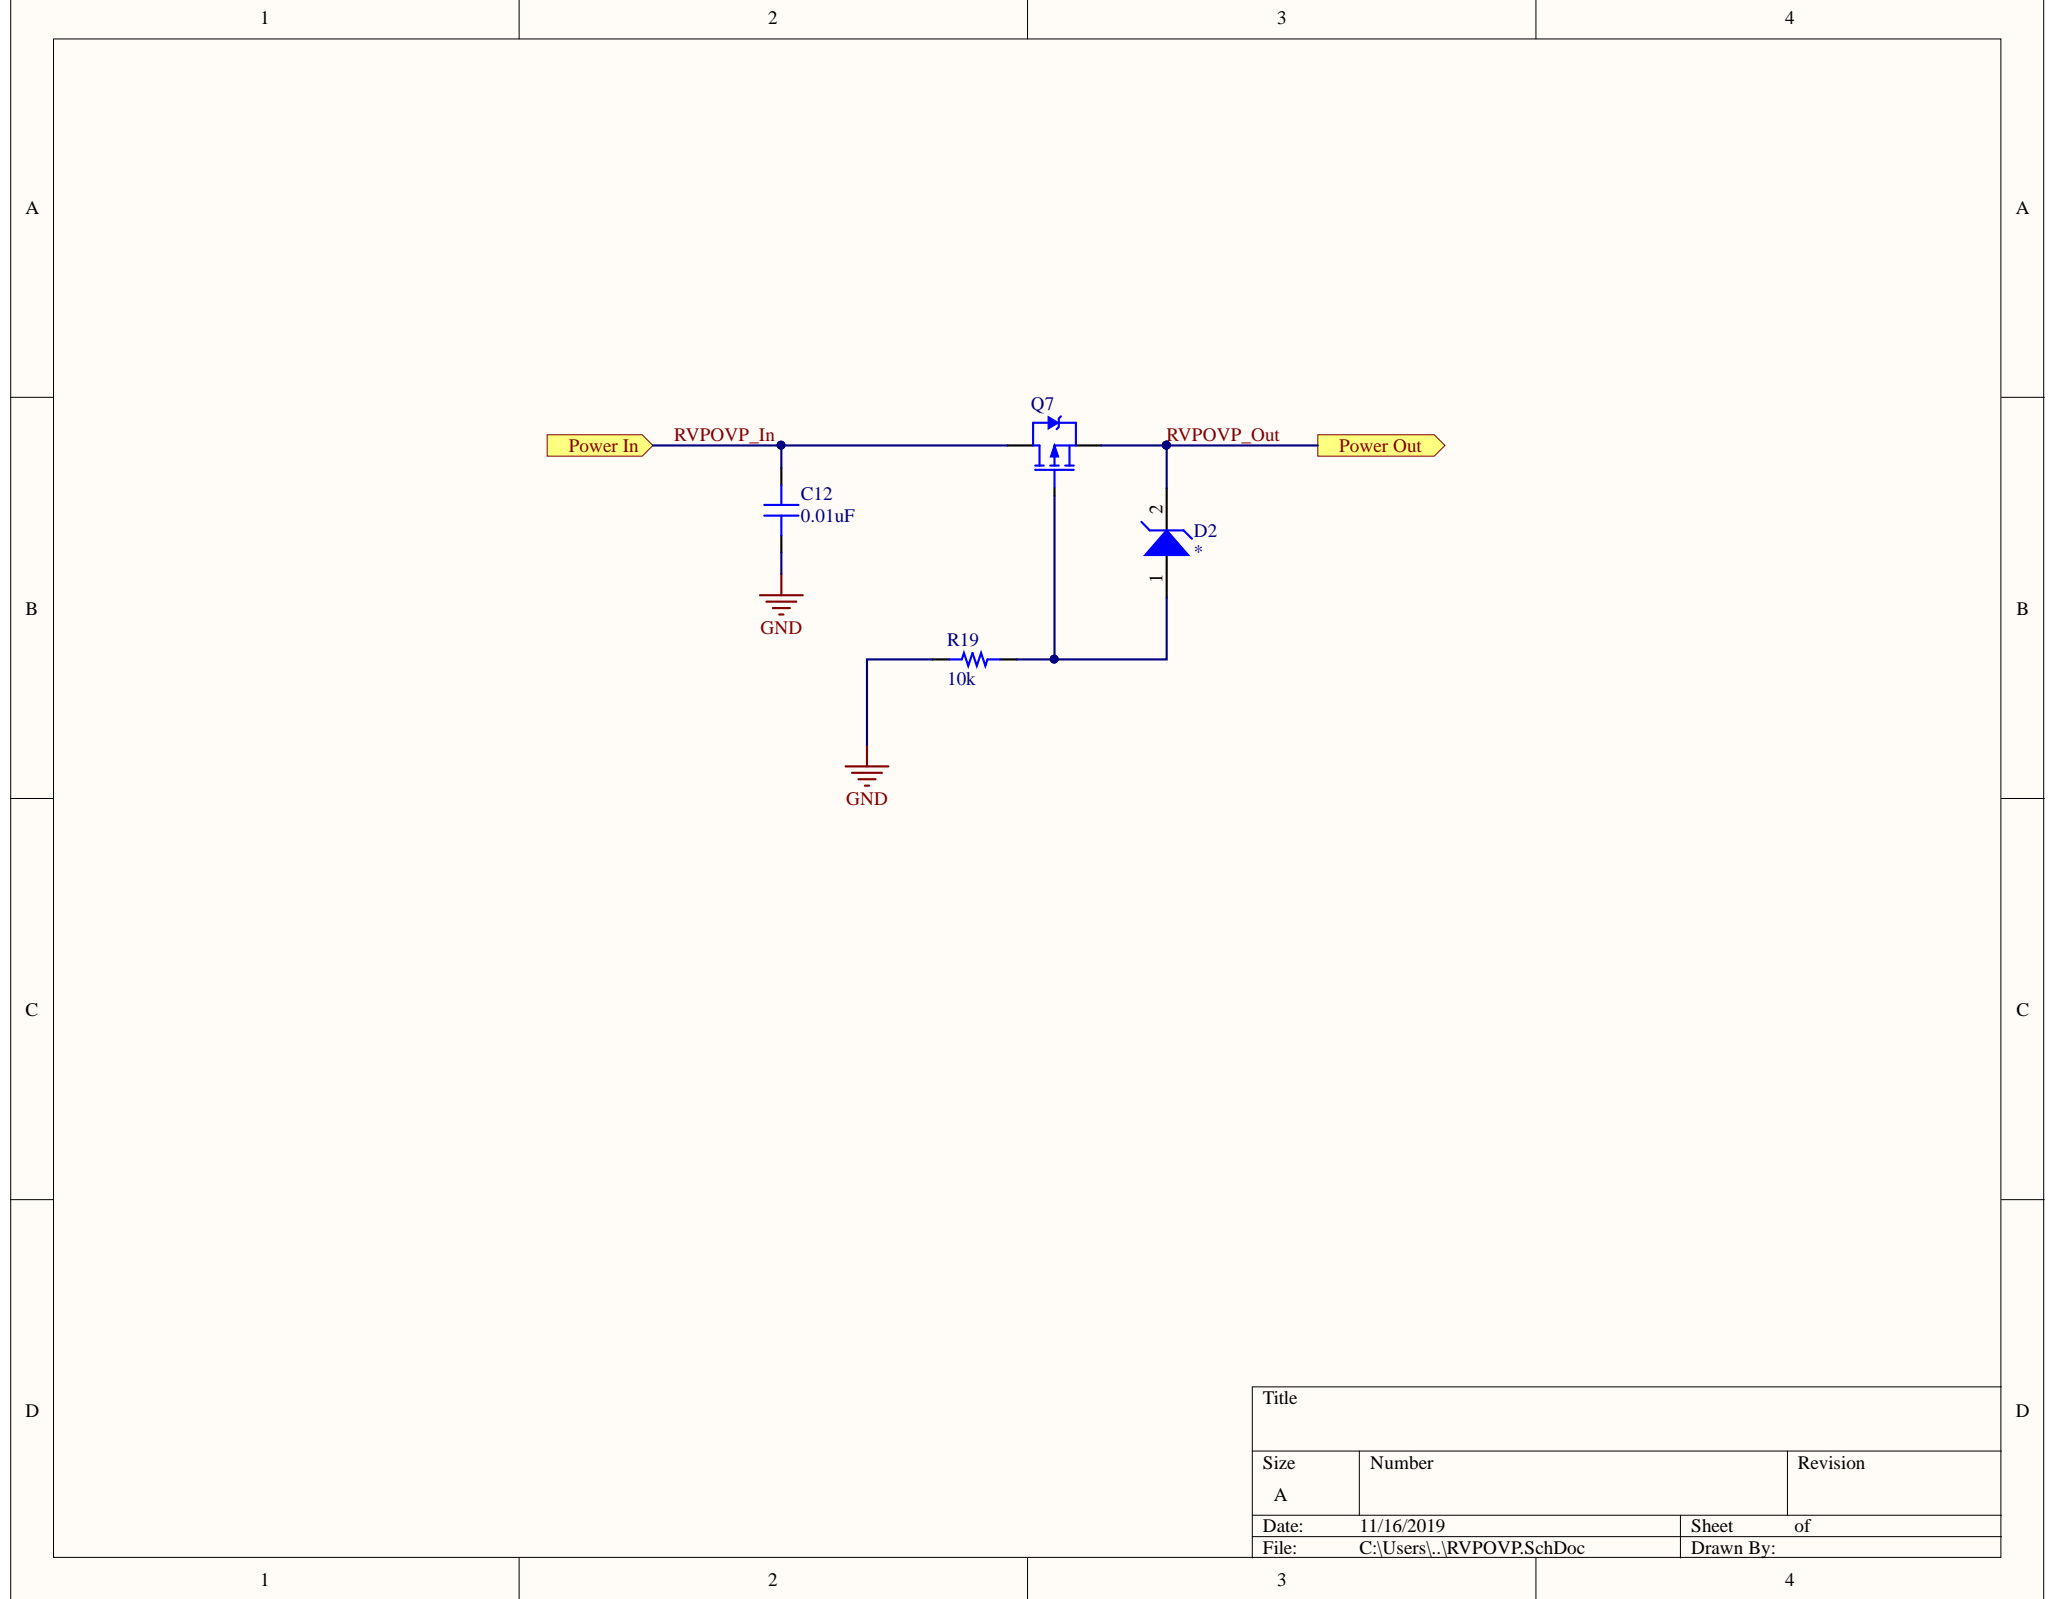 1 2 3 4
A A
Q7
Power In RVPOVP_In RVPOVP_Out Power Out
C12
0.01uF
2
D2
*
1
B B
GND
R19
10k
GND
C C
Title
D D
Size Number Revision
A
Date: 11/16/2019 Sheet of
File: C:\Users\..\RVPOVP.SchDoc Drawn By:
1 2 3 4